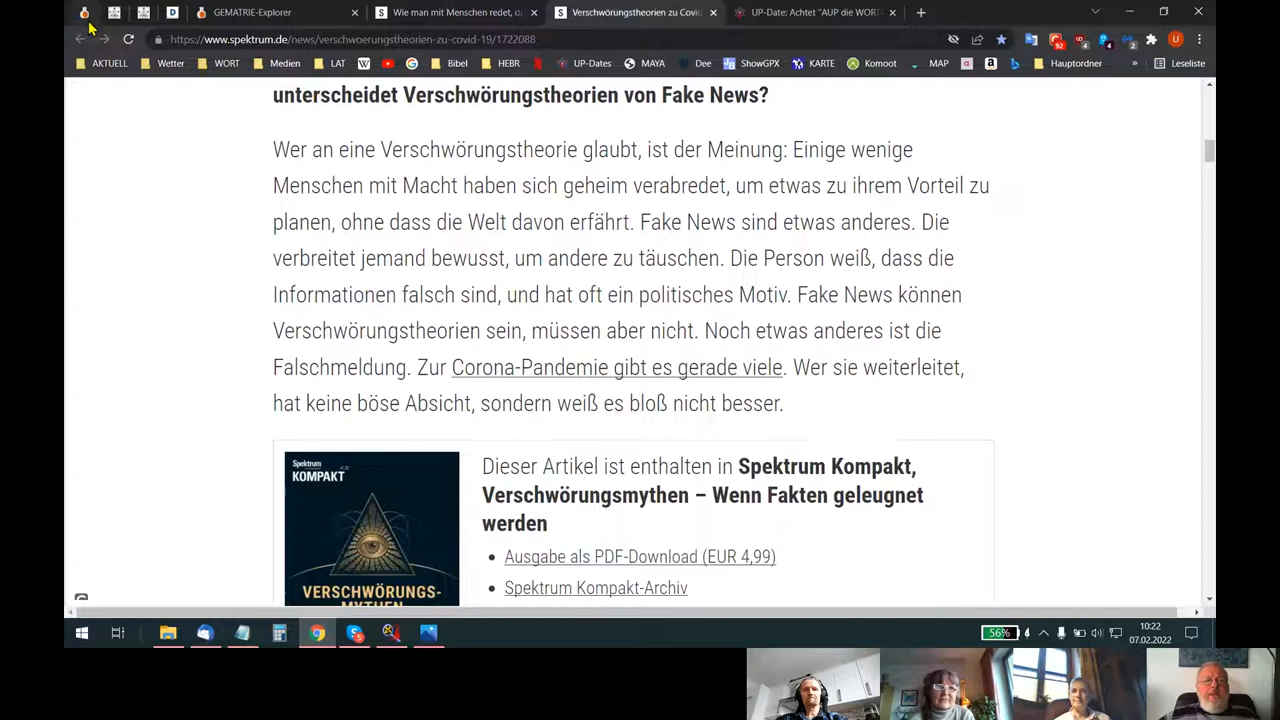 GEMATRIE-Explorer
Wie man mit Menschen redet, d
Verschwörungstheorien zu Covid
UP-Date: Achtet "AUP die WORT
https://www.spektrum.de/news/verschwoerungstheorien-zu-covid-19/1722088
AKTUELL Wetter WORT Medien LAT Bibel HEBR UP-Dates MAYA Dee ShowGPX KARTE Komoot MAP Hauptordner » Leseliste
unterscheidet Verschwörungstheorien von Fake News?
Wer an eine Verschwörungstheorie glaubt, ist der Meinung: Einige wenige
Menschen mit Macht haben sich geheim verabredet, um etwas zu ihrem Vorteil zu
planen, ohne dass die Welt davon erfährt. Fake News sind etwas anderes. Die
verbreitet jemand bewusst, um andere zu täuschen. Die Person weiß, dass die
Informationen falsch sind, und hat oft ein politisches Motiv. Fake News können
Verschwörungstheorien sein, müssen aber nicht. Noch etwas anderes ist die
Falschmeldung. Zur Corona-Pandemie gibt es gerade viele. Wer sie weiterleitet,
hat keine böse Absicht, sondern weiß es bloß nicht besser.
Spektrum
KOMPAKT
VERSCHWÖRUNGS-
MYTHEN
Dieser Artikel ist enthalten in Spektrum Kompakt,
Verschwörungsmythen – Wenn Fakten geleugnet
werden
• Ausgabe als PDF-Download (EUR 4,99)
• Spektrum Kompakt-Archiv
56%
10:22
07.02.2022